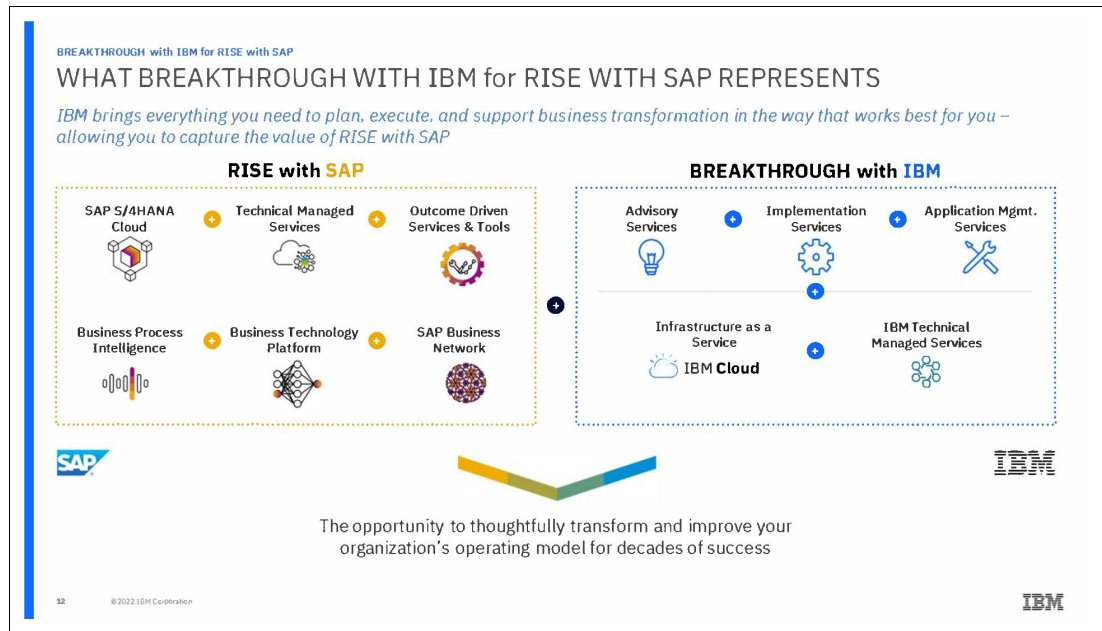 BREAKTHROUGH with IBM for RISE with SAP
WHAT BREAKTHROUGH WITH IBM for RISE WITH SAP REPRESENTS
IBM brings everything you need to plan, execute, and support business transformation in the way that works best for you –
allowing you to capture the value of RISE with SAP
RISE with SAP
SAP S/4HANA
Cloud
Technical Managed
Services
Outcome Driven
Services & Tools
Business Process
Intelligence
Business Technology
Platform
SAP Business
Network
BREAKTHROUGH with IBM
Advisory
Services
Implementation
Services
Application Mgmt.
Services
Infrastructure as a
Service
IBM Cloud
IBM Technical
Managed Services
SAP
IBM
The opportunity to thoughtfully transform and improve your
organization's operating model for decades of success
12
© 2022 IBM Corporation
IBM